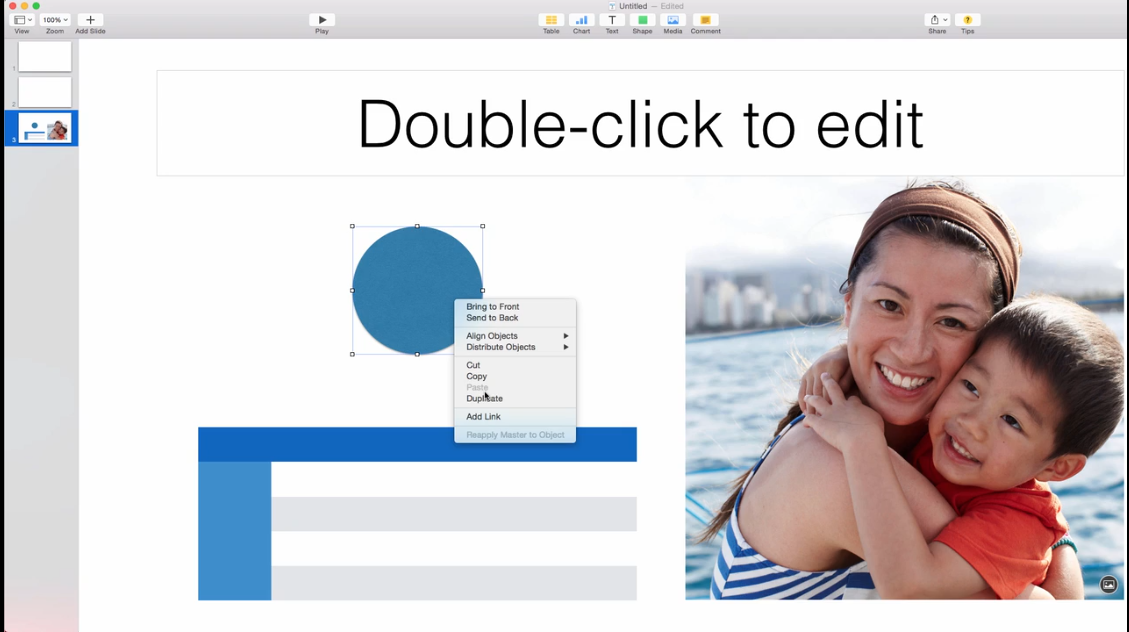 Untitled — Edited
100%
View Zoom Add Slide Play Table Chart Text Shape Media Comment Share Tips
1
2
3
Double-click to edit
Bring to Front
Send to Back
Align Objects
Distribute Objects
Cut
Copy
Paste
Duplicate
Add Link
Reapply Master to Object